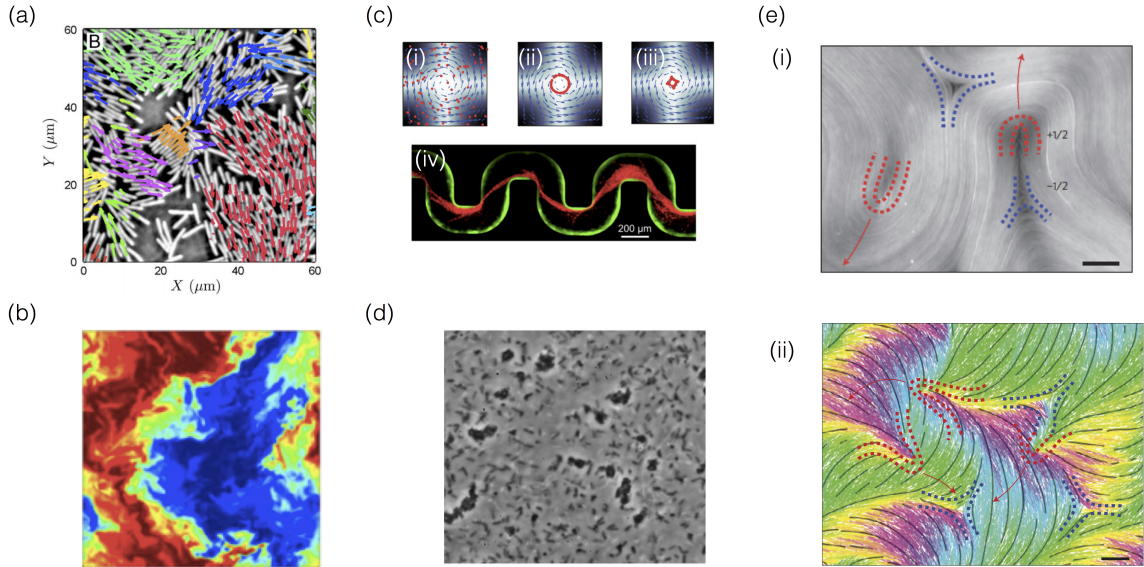 (a)
B
60
40
20
0
Y (μm)
0 20 40 60
X (μm)
(b)
(c)
(i)
(ii)
(iii)
(iv)
200 μm
(d)
(e)
(i)
+1/2
−1/2
(ii)